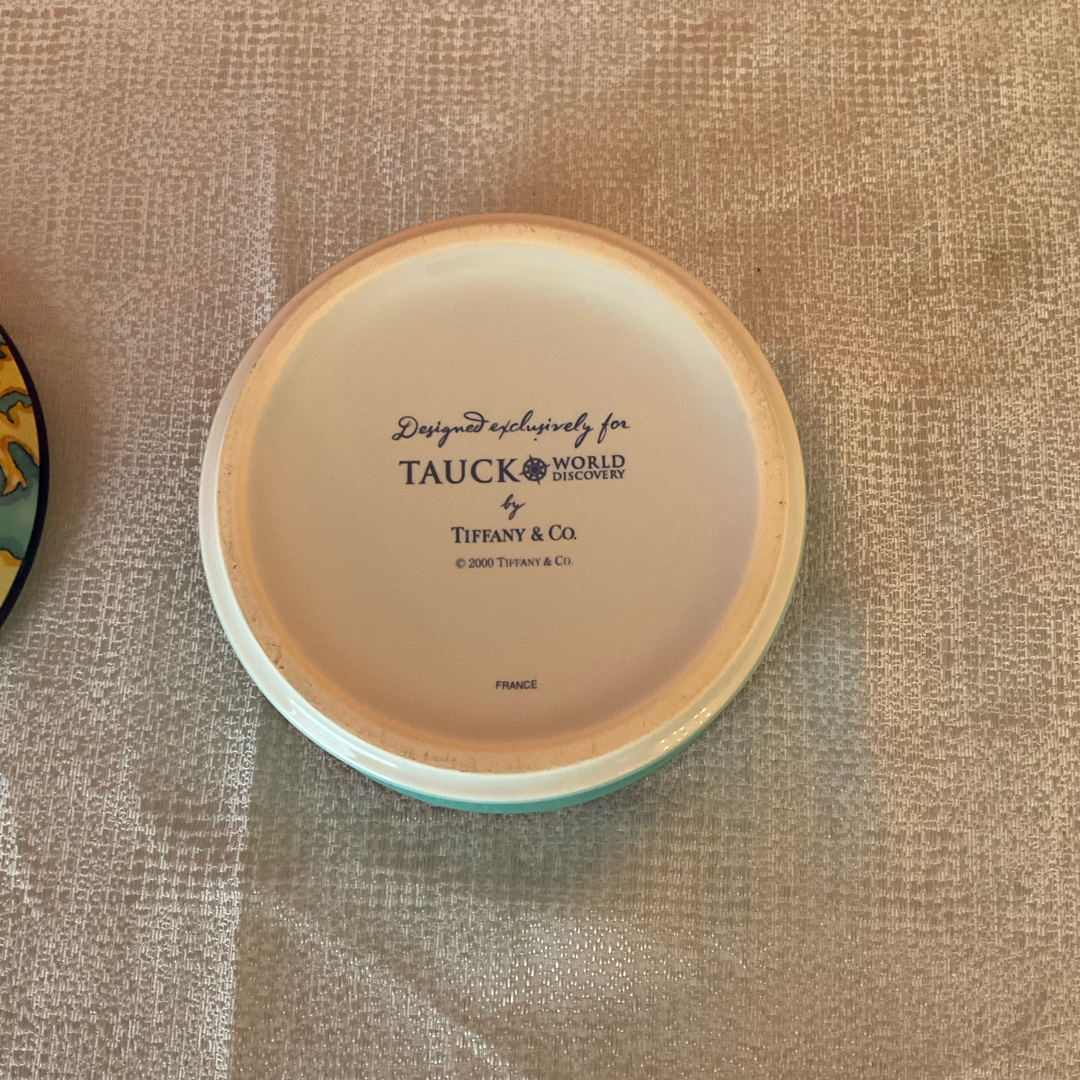 Designed exclusively for
TAUCK WORLD DISCOVERY
by
TIFFANY & CO.
© 2000 TIFFANY & CO.
FRANCE